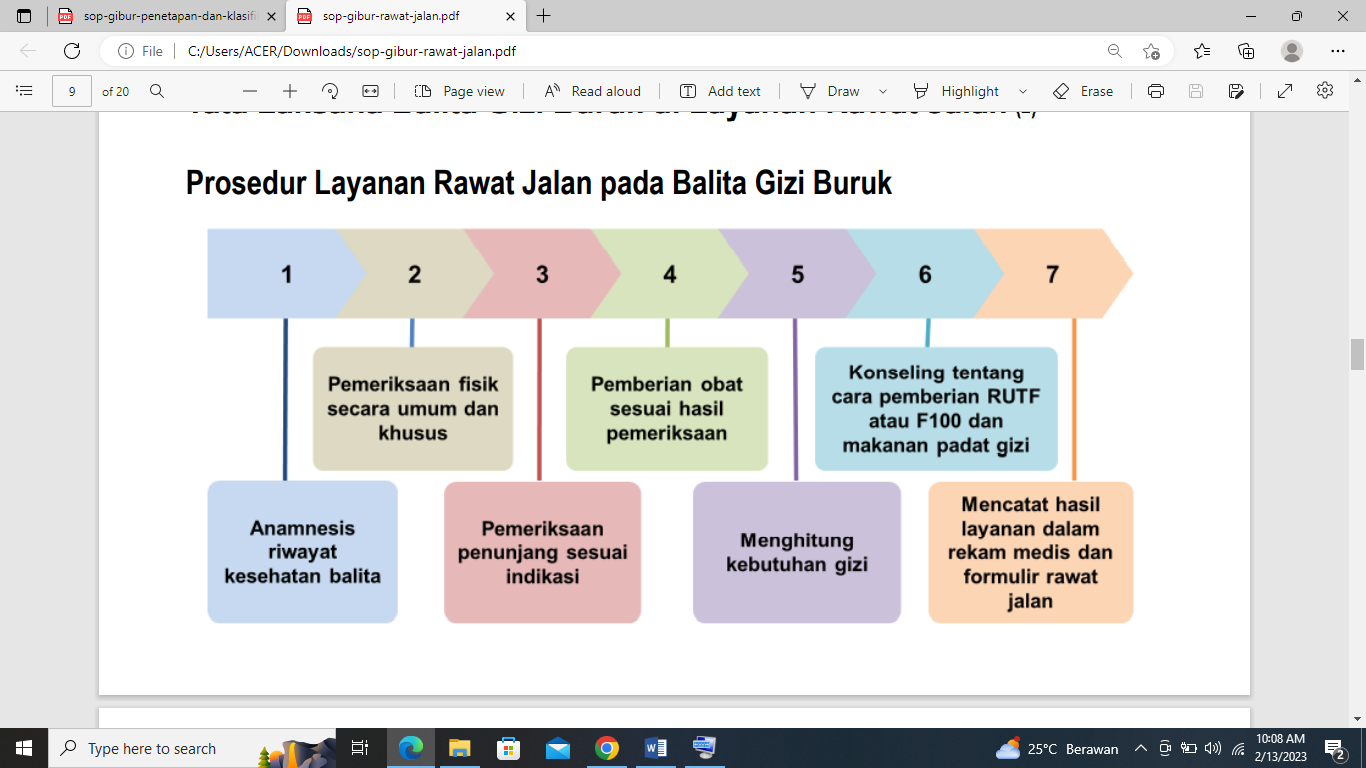 sop-gibur-penetapan-dan-klasifi
sop-gibur-rawat-jalan.pdf
File
C:/Users/ACER/Downloads/sop-gibur-rawat-jalan.pdf
9
of 20
Page view
Read aloud
Add text
Draw
Highlight
Erase
Prosedur Layanan Rawat Jalan pada Balita Gizi Buruk
1
2
3
4
5
6
7
Anamnesis
riwayat
kesehatan balita
Pemeriksaan fisik
secara umum dan
khusus
Pemeriksaan
penunjang sesuai
indikasi
Pemberian obat
sesuai hasil
pemeriksaan
Menghitung
kebutuhan gizi
Konseling tentang
cara pemberian RUTF
atau F100 dan
makanan padat gizi
Mencatat hasil
layanan dalam
rekam medis dan
formulir rawat
jalan
Type here to search
25°C Berawan
10:08 AM
2/13/2023
2